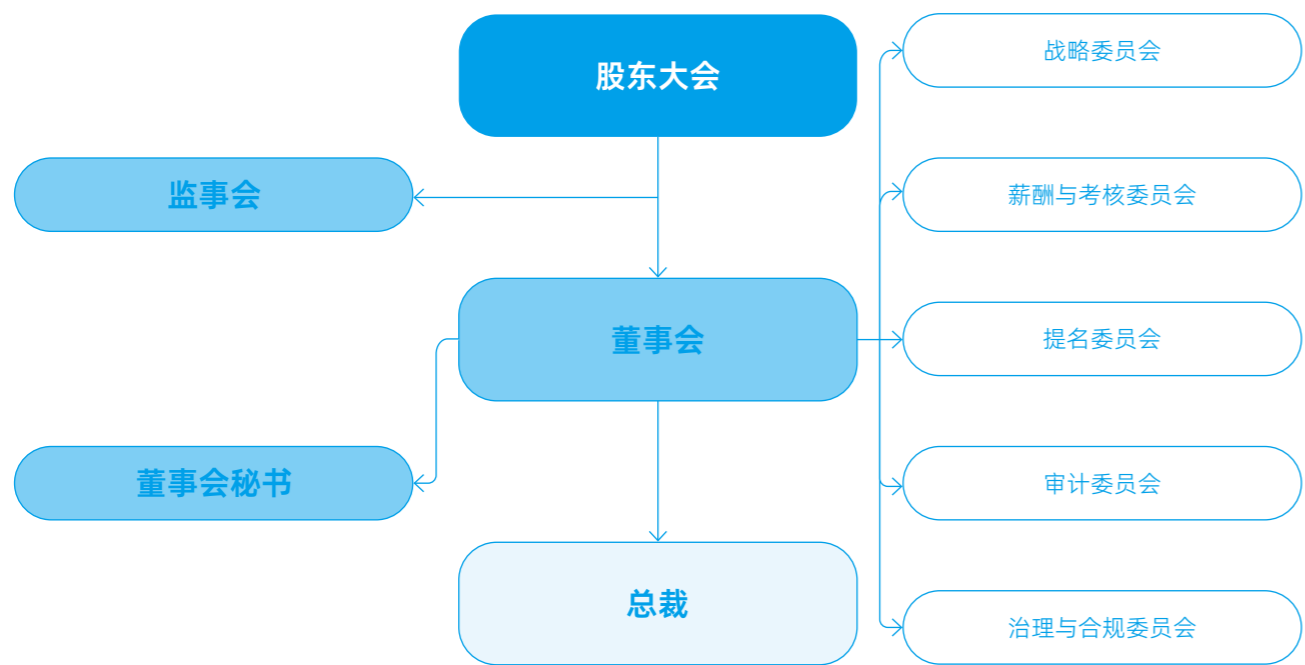 股东大会
战略委员会
监事会
薪酬与考核委员会
董事会
提名委员会
董事会秘书
审计委员会
总裁
治理与合规委员会